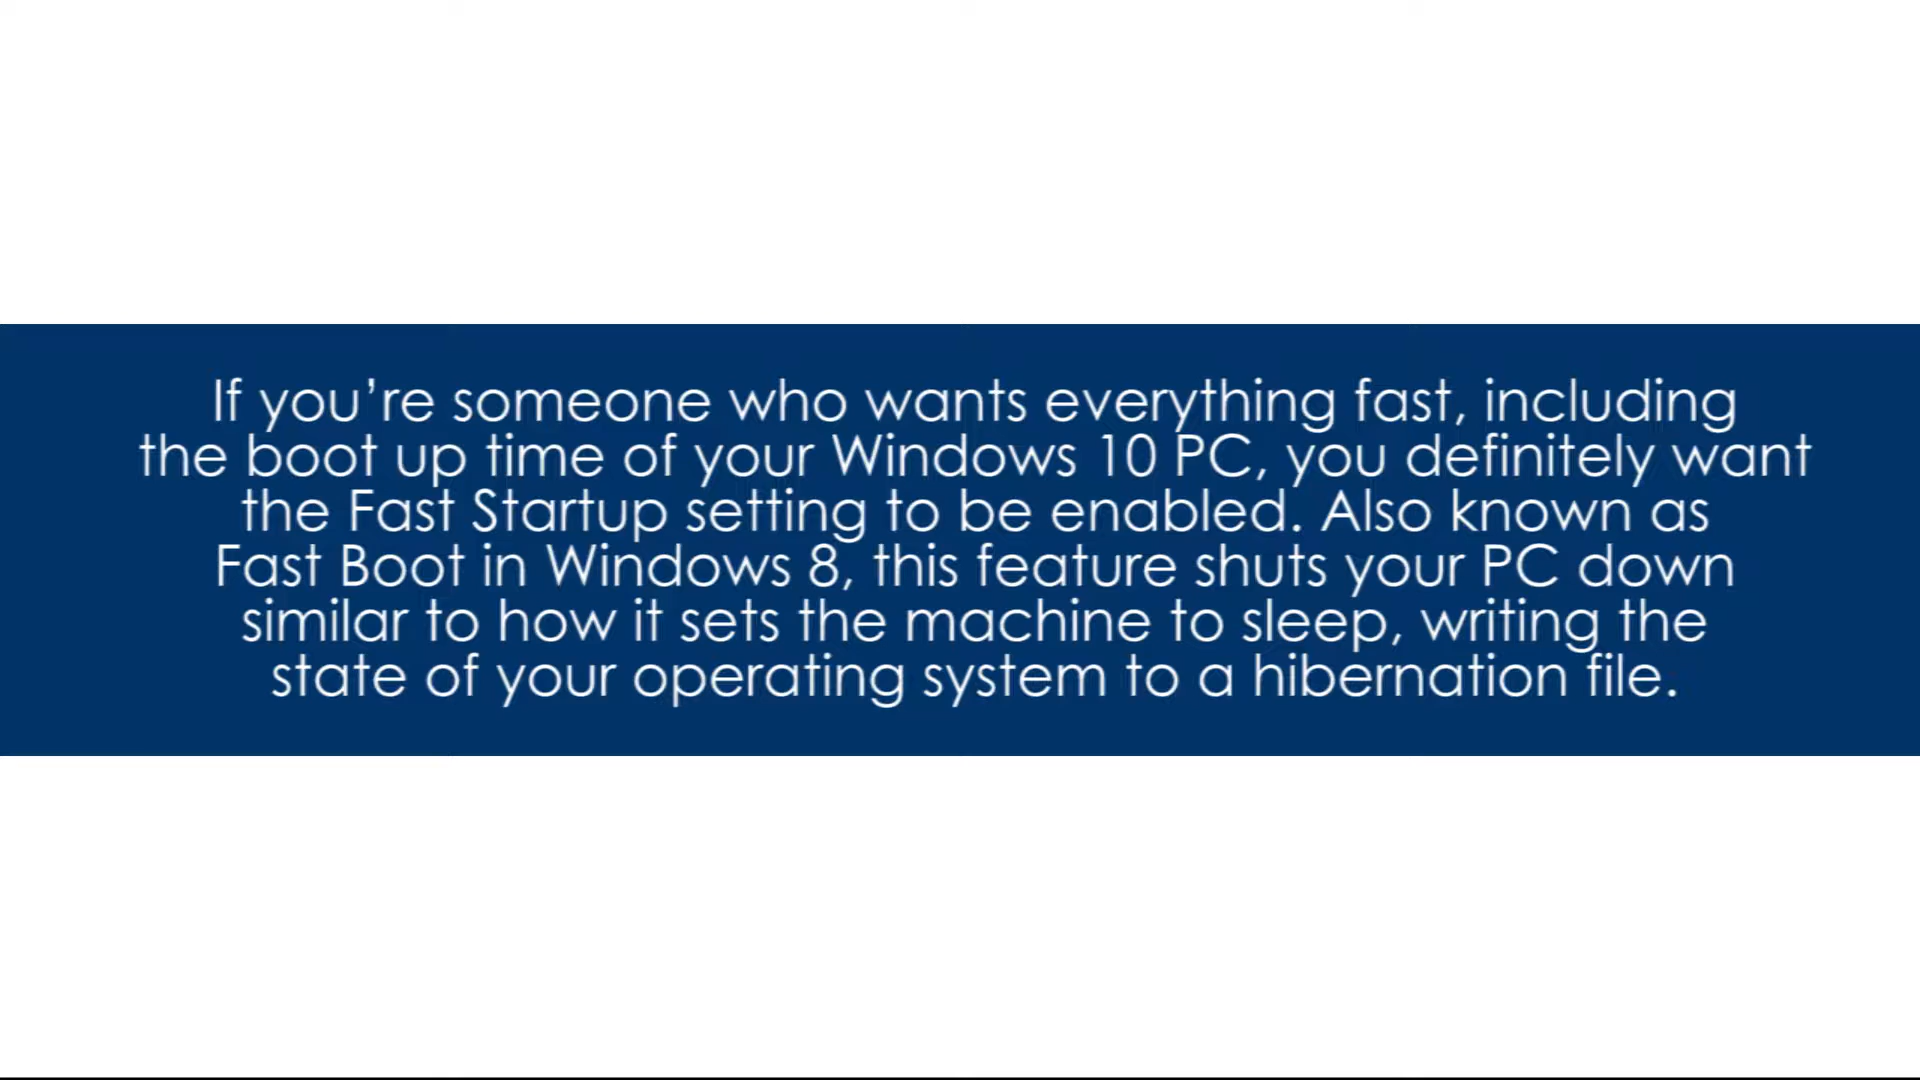 If you’re someone who wants everything fast, including
the boot up time of your Windows 10 PC, you definitely want
the Fast Startup setting to be enabled. Also known as
Fast Boot in Windows 8, this feature shuts your PC down
similar to how it sets the machine to sleep, writing the
state of your operating system to a hibernation file.